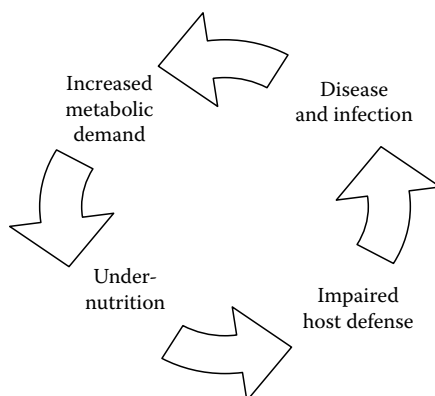 Increased
metabolic
demand
Disease
and infection
Under-
nutrition
Impaired
host defense